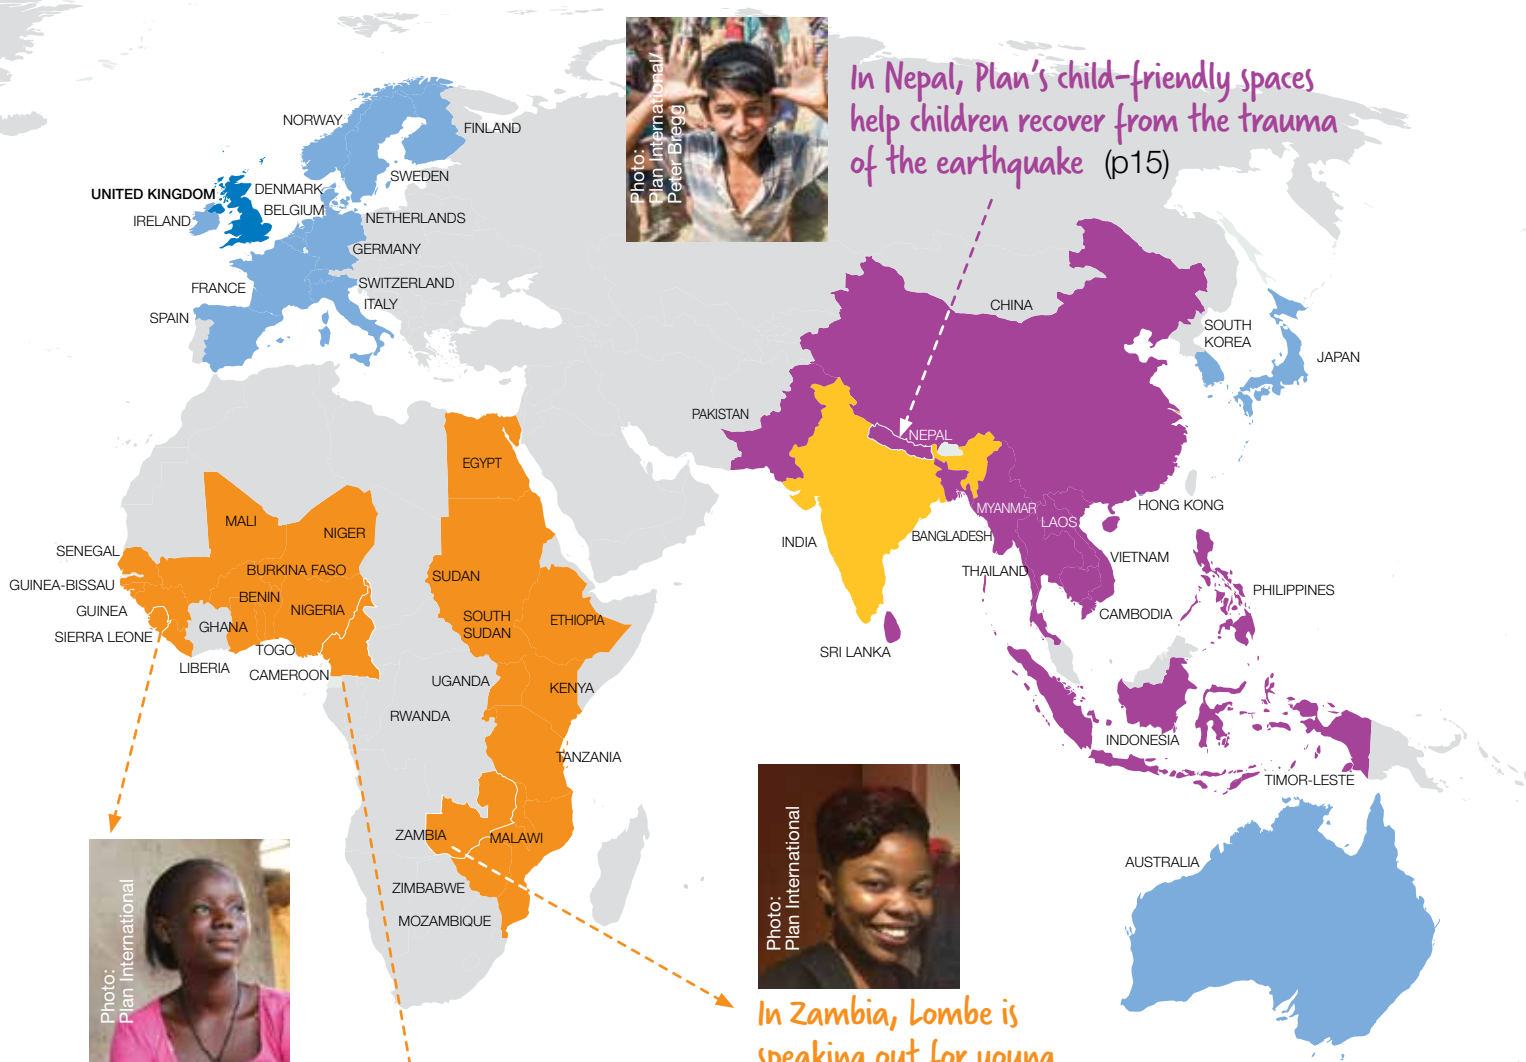 Photo:
Plan International/
Peter Bregg
In Nepal, Plan's child-friendly spaces
help children recover from the trauma
of the earthquake (p15)
NORWAY
FINLAND
SWEDEN
UNITED KINGDOM
DENMARK
IRELAND
BELGIUM
NETHERLANDS
GERMANY
FRANCE
SWITZERLAND
ITALY
SPAIN
CHINA
SOUTH
KOREA
JAPAN
PAKISTAN
NEPAL
HONG KONG
MYANMAR
LAOS
INDIA
BANGLADESH
VIETNAM
THAILAND
PHILIPPINES
CAMBODIA
SRI LANKA
INDONESIA
TIMOR-LESTE
AUSTRALIA
EGYPT
MALI
NIGER
SENEGAL
BURKINA FASO
SUDAN
GUINEA-BISSAU
BENIN
GUINEA
NIGERIA
SOUTH
SUDAN
ETHIOPIA
SIERRA LEONE
GHANA
TOGO
LIBERIA
CAMEROON
UGANDA
KENYA
RWANDA
TANZANIA
ZAMBIA
MALAWI
ZIMBABWE
MOZAMBIQUE
Photo:
Plan International
Photo:
Plan International
In Zambia, Lombe is
speaking out for young